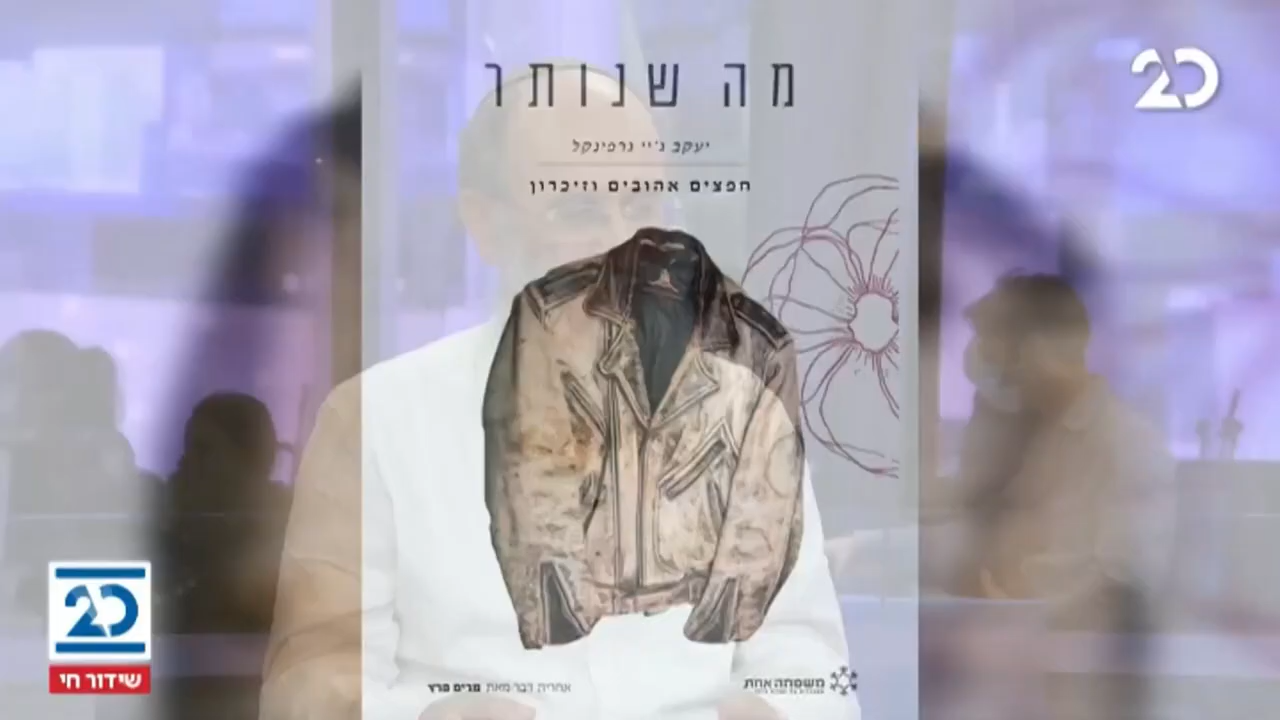 20
מה שנותר
יעקב ג'יי גרפינקל
חפצים אהובים וזיכרון
20
שידור חי
אחרית דבר מאת מרים פרץ
משפחה אחת